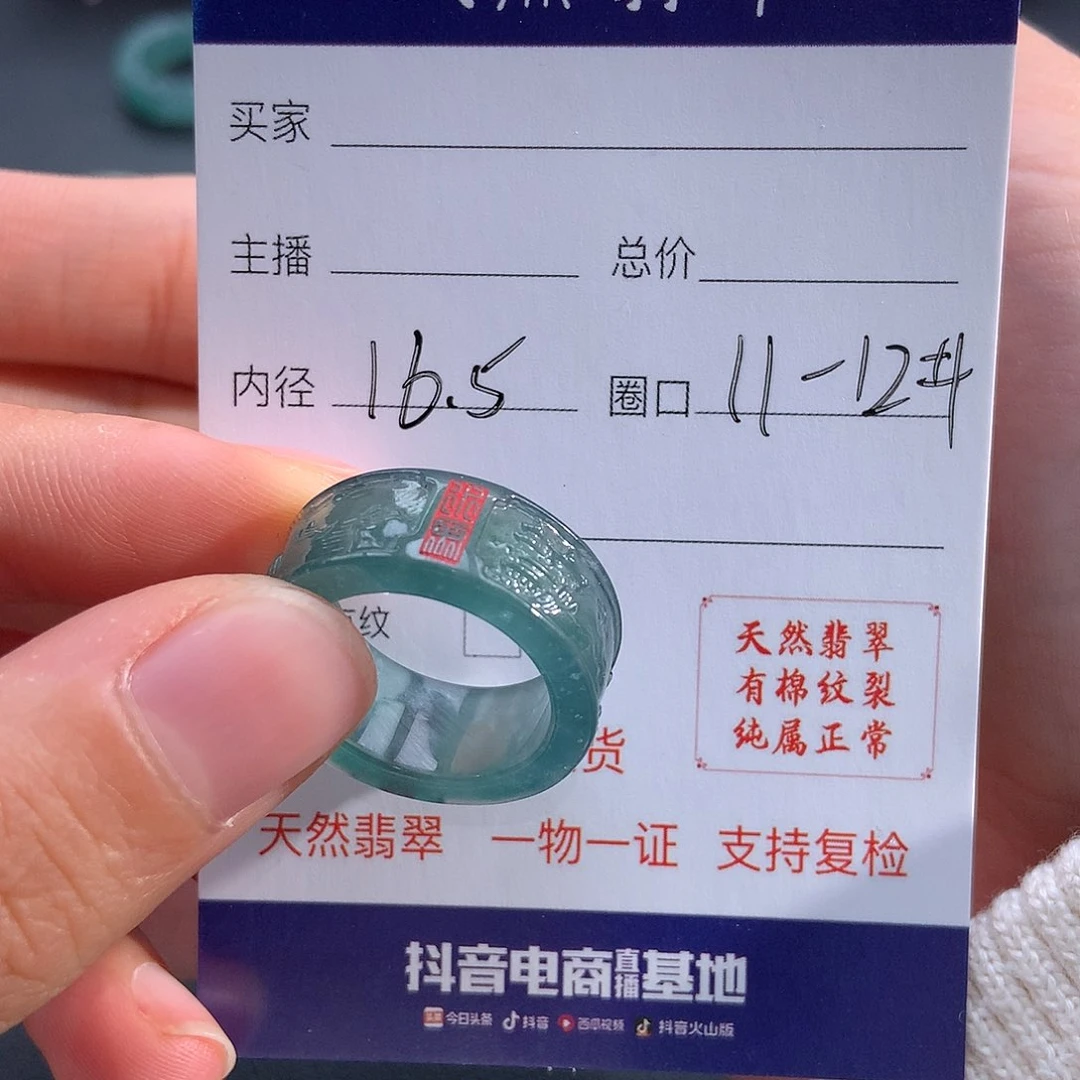 买家
主播 总价
内径 16.5 圈口 11-12#
纹
天然翡翠
有棉纹裂
纯属正常
货
天然翡翠 一物一证 支持复检
抖音电商直播基地
头条 今日头条 抖音 西瓜视频 抖音火山版